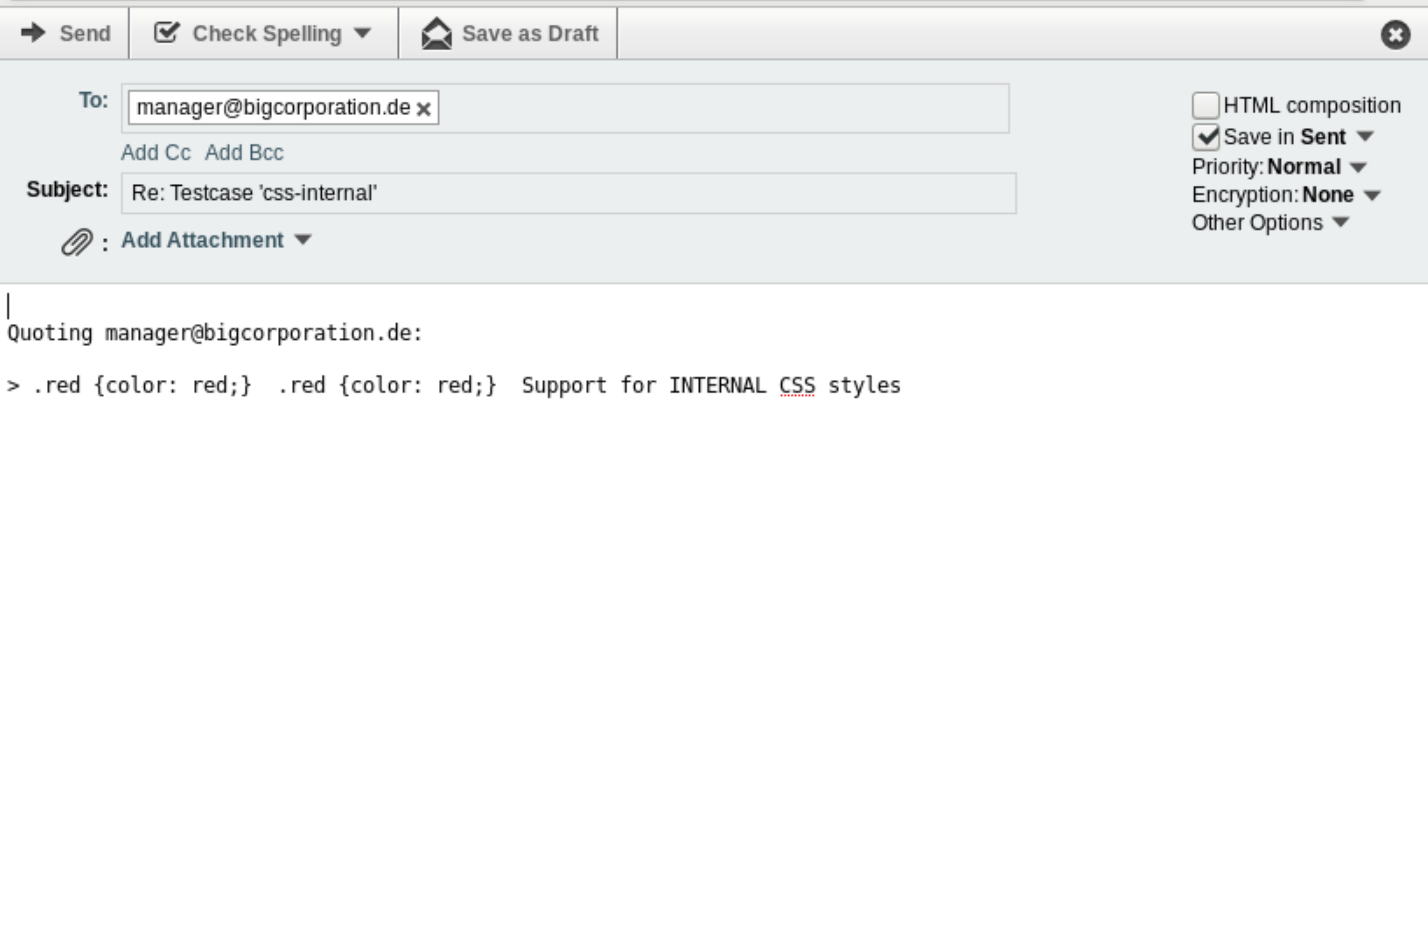 Send Check Spelling Save as Draft
To: manager@bigcorporation.de
HTML composition
Add Cc Add Bcc
Save in Sent
Priority: Normal
Subject: Re: Testcase 'css-internal'
Encryption: None
Other Options
: Add Attachment
Quoting manager@bigcorporation.de:
> .red {color: red;}  .red {color: red;}  Support for INTERNAL CSS styles